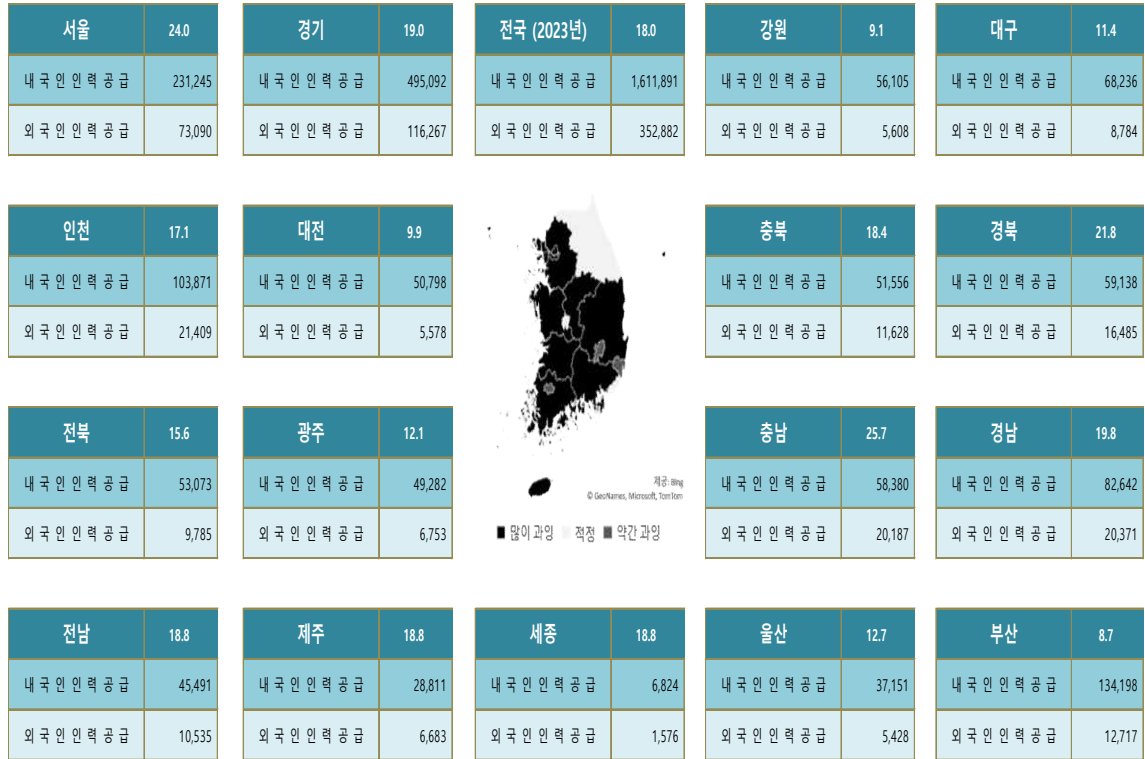 서울 24.0 경기 19.0 전국 (2023년) 18.0 강원 9.1 대구 11.4
내국인인력공급 231,245 내국인인력공급 495,092 내국인인력공급 1,611,891 내국인인력공급 56,105 내국인인력공급 68,236
외국인인력공급 73,090 외국인인력공급 116,267 외국인인력공급 352,882 외국인인력공급 5,608 외국인인력공급 8,784
인천 17.1 대전 9.9 충북 18.4 경북 21.8
내국인인력공급 103,871 내국인인력공급 50,798 내국인인력공급 51,556 내국인인력공급 59,138
외국인인력공급 21,409 외국인인력공급 5,578 외국인인력공급 11,628 외국인인력공급 16,485
전북 15.6 광주 12.1 충남 25.7 경남 19.8
내국인인력공급 53,073 내국인인력공급 49,282 내국인인력공급 58,380 내국인인력공급 82,642
외국인인력공급 9,785 외국인인력공급 6,753 외국인인력공급 20,187 외국인인력공급 20,371
제공: Bing
© GeoNames, Microsoft, TomTom
많이 과잉 적정 약간 과잉
전남 18.8 제주 18.8 세종 18.8 울산 12.7 부산 8.7
내국인인력공급 45,491 내국인인력공급 28,811 내국인인력공급 6,824 내국인인력공급 37,151 내국인인력공급 134,198
외국인인력공급 10,535 외국인인력공급 6,683 외국인인력공급 1,576 외국인인력공급 5,428 외국인인력공급 12,717